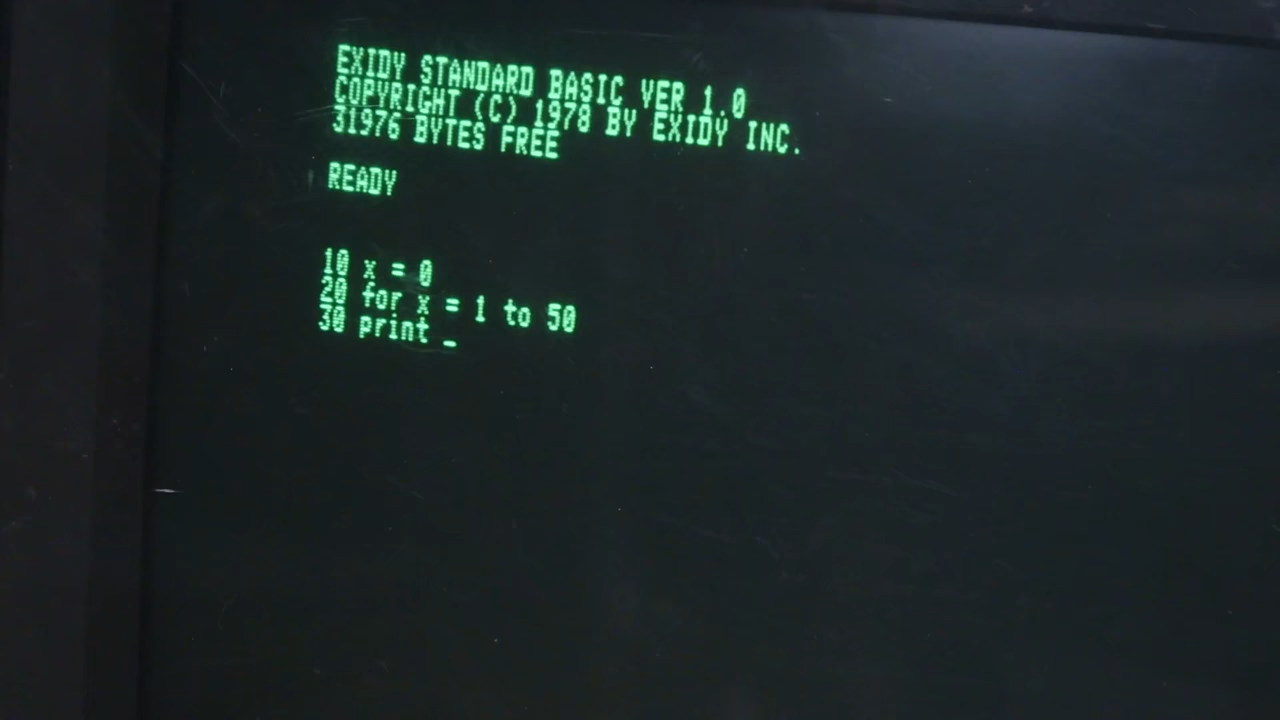 EXIDY STANDARD BASIC VER 1.0
COPYRIGHT (C) 1978 BY EXIDY INC.
31976 BYTES FREE
READY
10 x = 0
20 for x = 1 to 50
30 print _